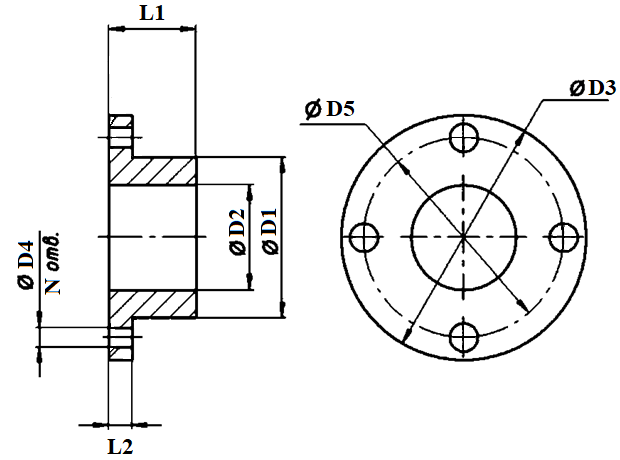 L1
Ø D3
Ø D5
Ø D2
Ø D1
Ø D4
N отв.
L2